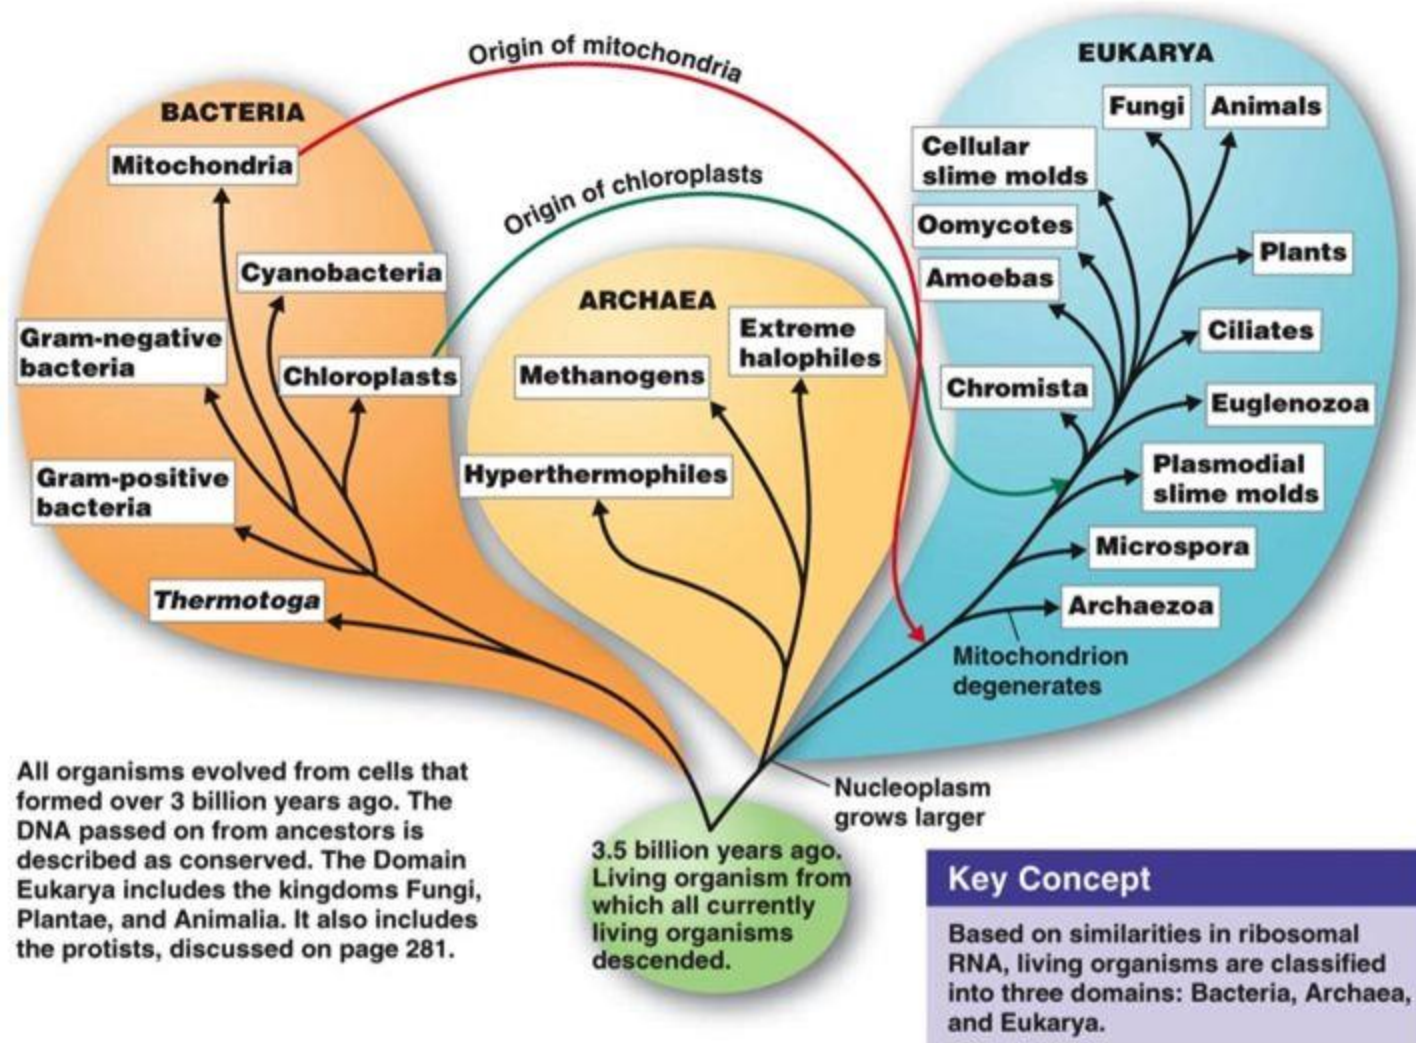 Origin of mitochondria
EUKARYA
BACTERIA
Fungi
Animals
Mitochondria
Cellular
slime molds
Origin of chloroplasts
Oomycotes
Plants
Cyanobacteria
Amoebas
ARCHAEA
Gram-negative
bacteria
Extreme
halophiles
Ciliates
Chloroplasts
Methanogens
Chromista
Euglenozoa
Gram-positive
bacteria
Hyperthermophiles
Plasmodial
slime molds
Microspora
Thermotoga
Archaezoa
Mitochondrion
degenerates
All organisms evolved from cells that
formed over 3 billion years ago. The
DNA passed on from ancestors is
described as conserved. The Domain
Eukarya includes the kingdoms Fungi,
Plantae, and Animalia. It also includes
the protists, discussed on page 281.
Nucleoplasm
grows larger
3.5 billion years ago.
Living organism from
which all currently
living organisms
descended.
Key Concept
Based on similarities in ribosomal
RNA, living organisms are classified
into three domains: Bacteria, Archaea,
and Eukarya.